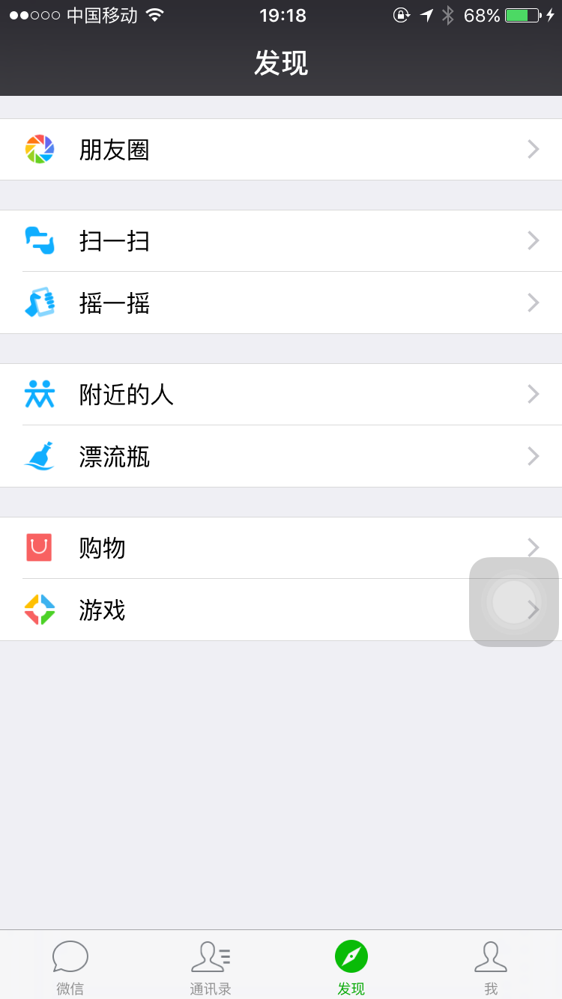 中国移动 19:18 68%
发现
朋友圈
扫一扫
摇一摇
附近的人
漂流瓶
购物
游戏
微信 通讯录 发现 我